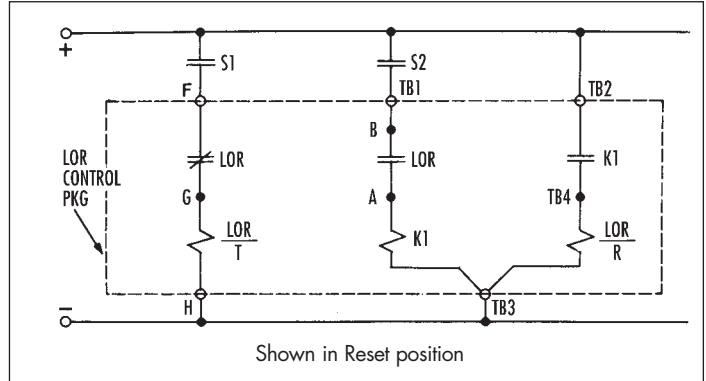 +
S1
S2
F
TB1
TB2
B
LOR
CONTROL
PKG
LOR
LOR
K1
G
A
TB4
LOR
T
K1
LOR
R
H
TB3
−
Shown in Reset position